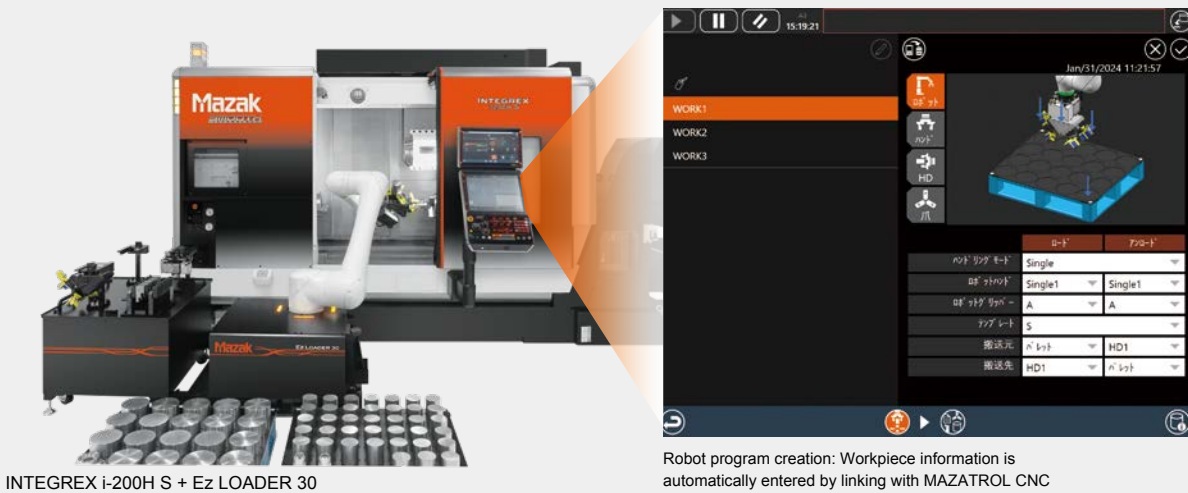 Mazak
INTEGREX
Mazak
Ez LOADER 30
INTEGREX i-200H S + Ez LOADER 30
15:19:21
Jan/31/2024 11:21:57
WORK1
WORK2
WORK3
ﾛﾎﾞｯﾄ
ﾊﾝﾄﾞ
HD
爪
ﾛｰﾄﾞ ｱﾝﾛｰﾄﾞ
ﾊﾝﾄﾞﾘﾝｸﾞﾓｰﾄﾞ Single
ﾛﾎﾞｯﾄﾊﾝﾄﾞ Single1 Single1
ﾛﾎﾞｯﾄｸﾞﾘｯﾊﾟｰ A A
ﾃﾝﾌﾟﾚｰﾄ S
搬送元 ﾊﾟﾚｯﾄ HD1
搬送先 HD1 ﾊﾟﾚｯﾄ
Robot program creation: Workpiece information is
automatically entered by linking with MAZATROL CNC